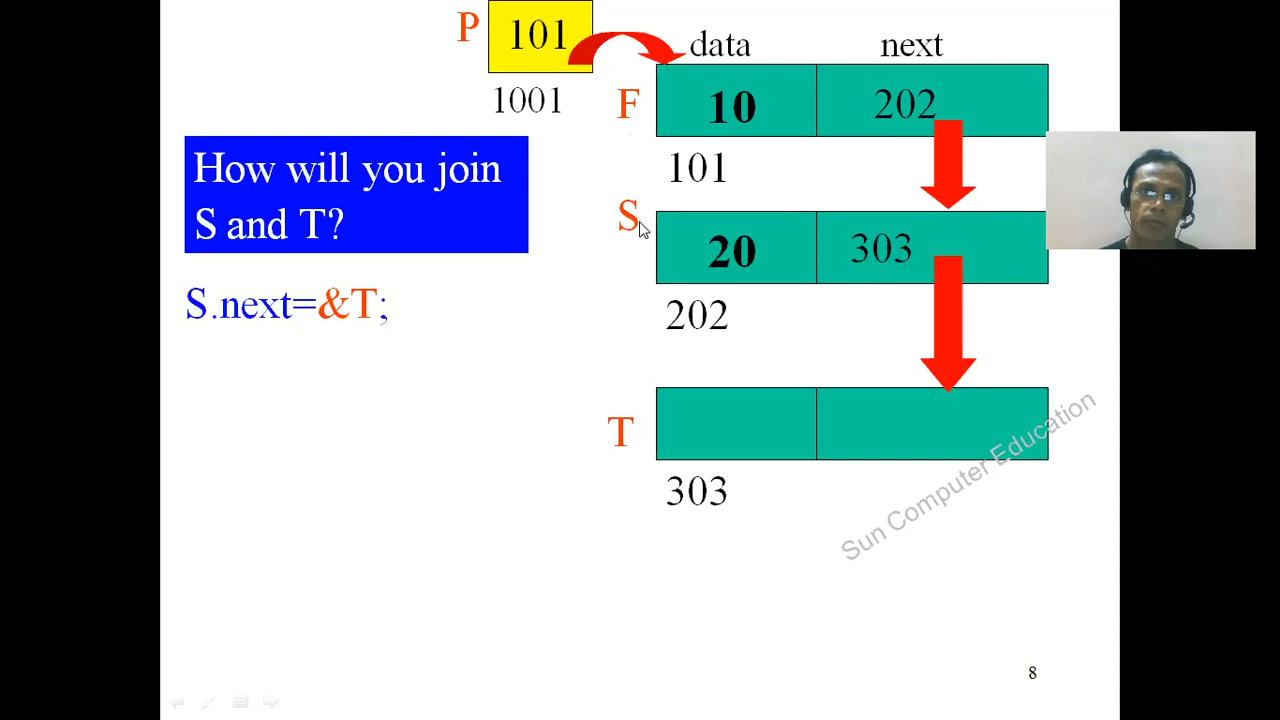 P
101
data
next
1001
F
10
202
How will you join
S and T?
101
S
20
303
S.next=&T;
202
T
303
Sun Computer Education
8